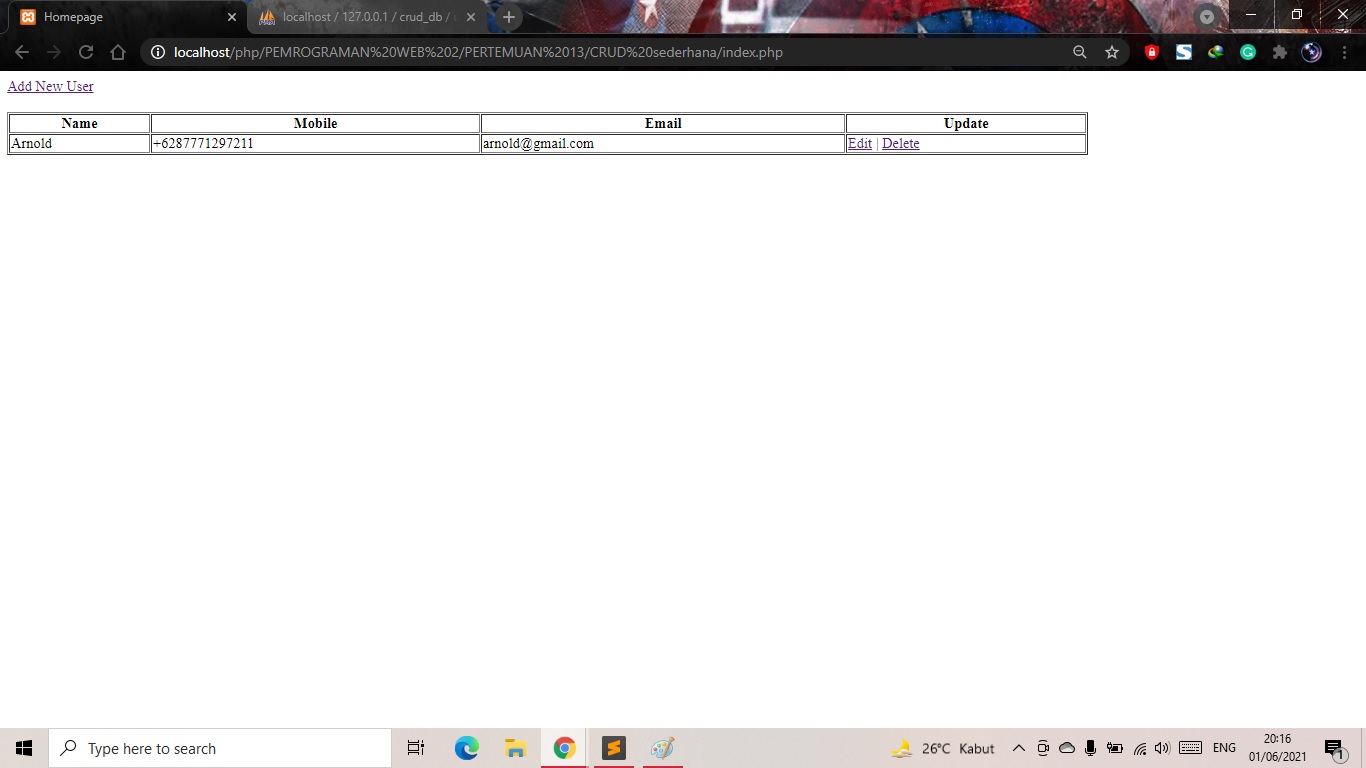 Homepage
localhost / 127.0.0.1 / crud_db /
localhost/php/PEMROGRAMAN%20WEB%202/PERTEMUAN%2013/CRUD%20sederhana/index.php
Add New User
Name Mobile Email Update
Arnold +6287771297211 arnold@gmail.com Edit | Delete
Type here to search
26°C Kabut
ENG
20:16
01/06/2021
1